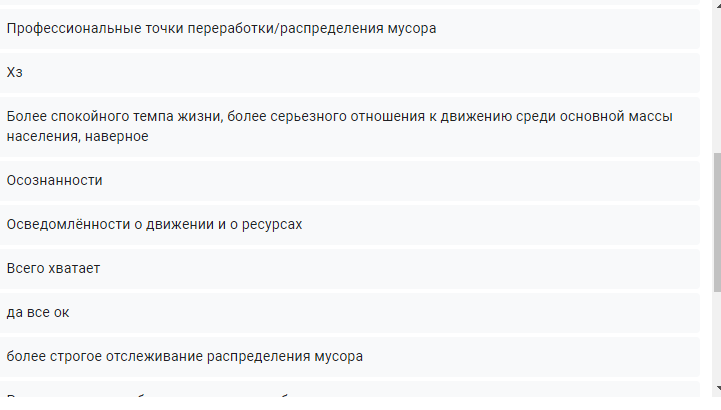 Профессиональные точки переработки/распределения мусора
Хз
Более спокойного темпа жизни, более серьезного отношения к движению среди основной массы
населения, наверное
Осознанности
Осведомлённости о движении и о ресурсах
Всего хватает
да все ок
более строгое отслеживание распределения мусора